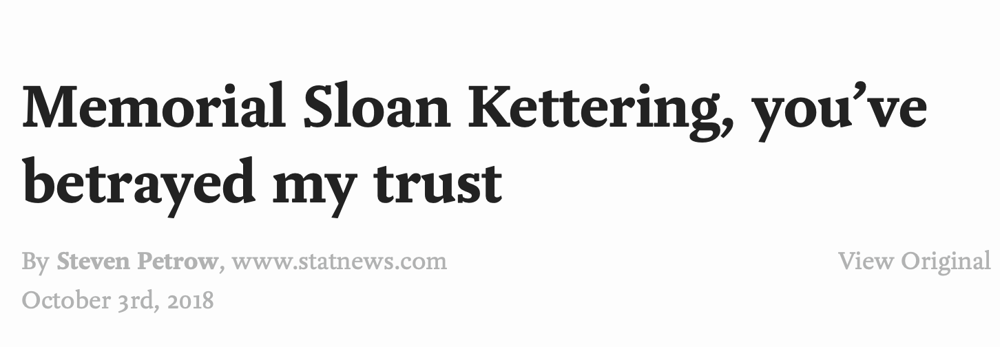 Memorial Sloan Kettering, you’ve
betrayed my trust
By Steven Petrow, www.statnews.com
View Original
October 3rd, 2018